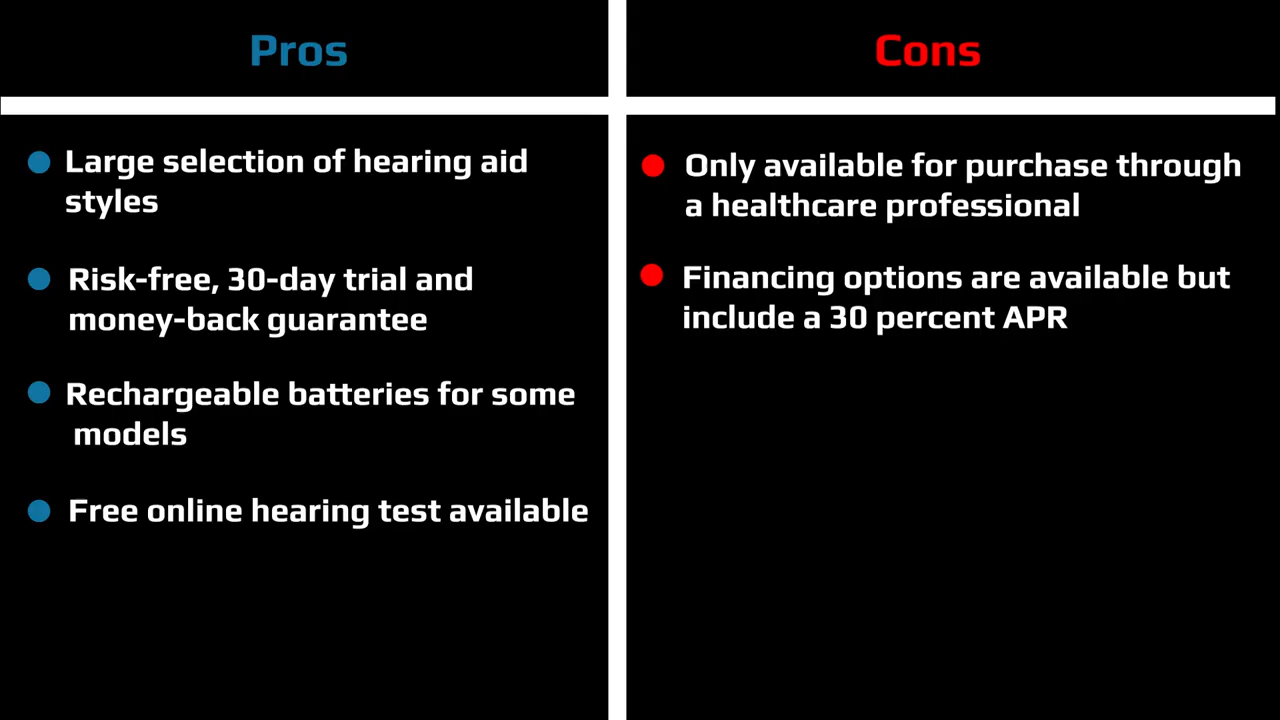 Pros
Cons
Large selection of hearing aid
styles
Risk-free, 30-day trial and
money-back guarantee
Rechargeable batteries for some
models
Free online hearing test available
Only available for purchase through
a healthcare professional
Financing options are available but
include a 30 percent APR